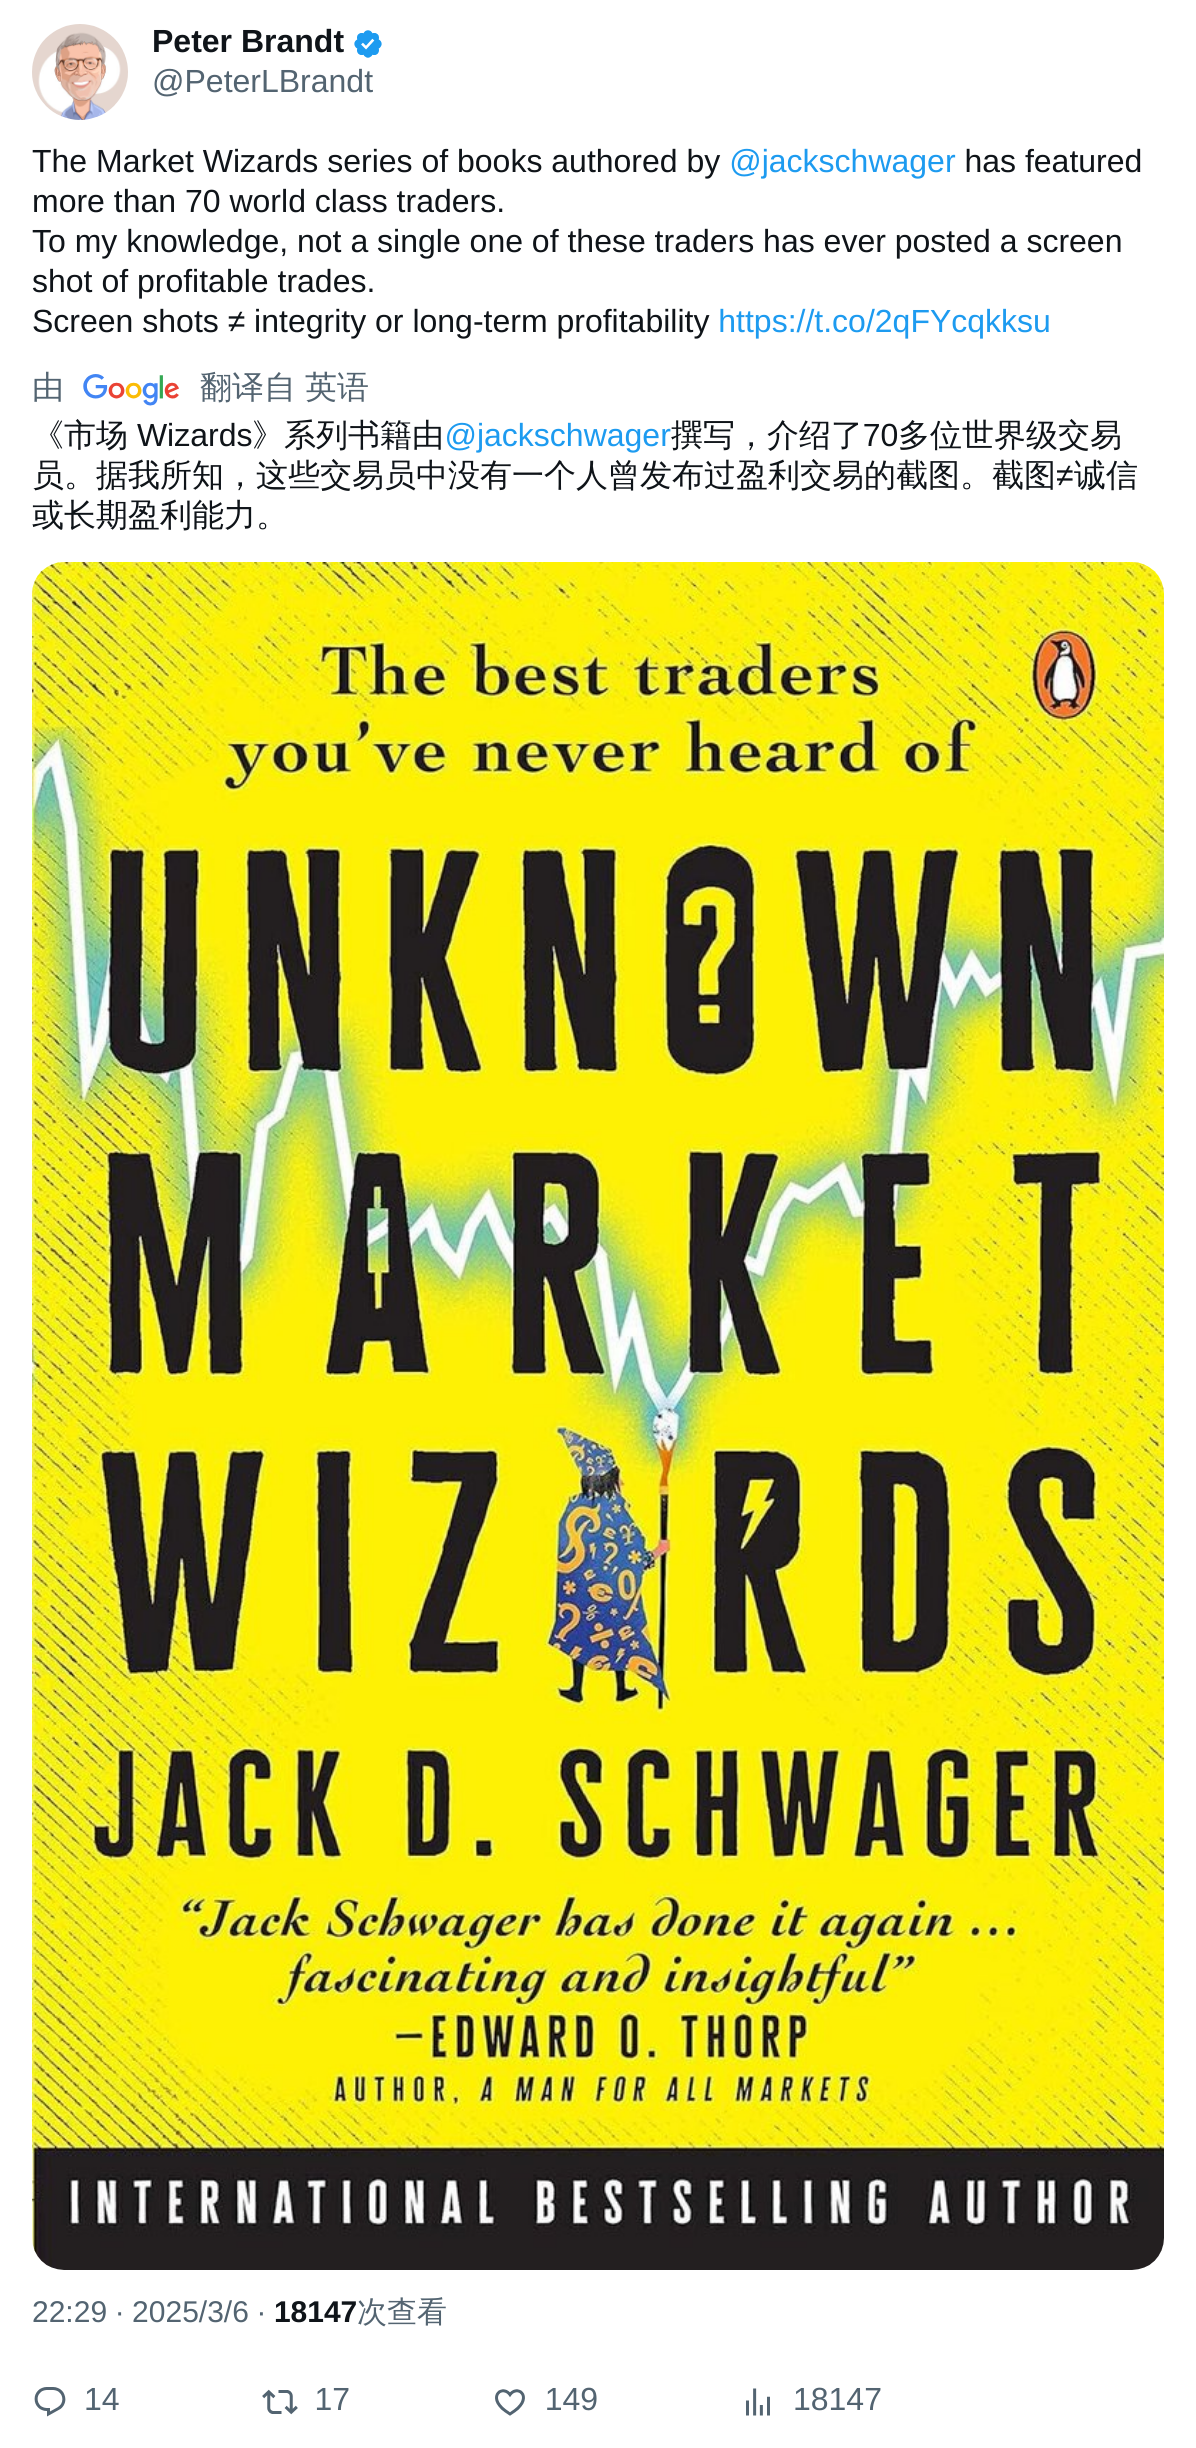 Peter Brandt
@PeterLBrandt
The Market Wizards series of books authored by @jackschwager has featured
more than 70 world class traders.
To my knowledge, not a single one of these traders has ever posted a screen
shot of profitable trades.
Screen shots ≠ integrity or long-term profitability https://t.co/2qFYcqkksu
由 Google 翻译自 英语
《市场 Wizards》系列书籍由@jackschwager撰写，介绍了70多位世界级交易
员。据我所知，这些交易员中没有一个人曾发布过盈利交易的截图。截图≠诚信
或长期盈利能力。
The best traders
you've never heard of
UNKNOWN
MARKET
WIZARDS
JACK D. SCHWAGER
“Jack Schwager has done it again ...
fascinating and insightful”
—EDWARD O. THORP
AUTHOR, A MAN FOR ALL MARKETS
INTERNATIONAL BESTSELLING AUTHOR
22:29 · 2025/3/6 · 18147次查看
14 17 149 18147